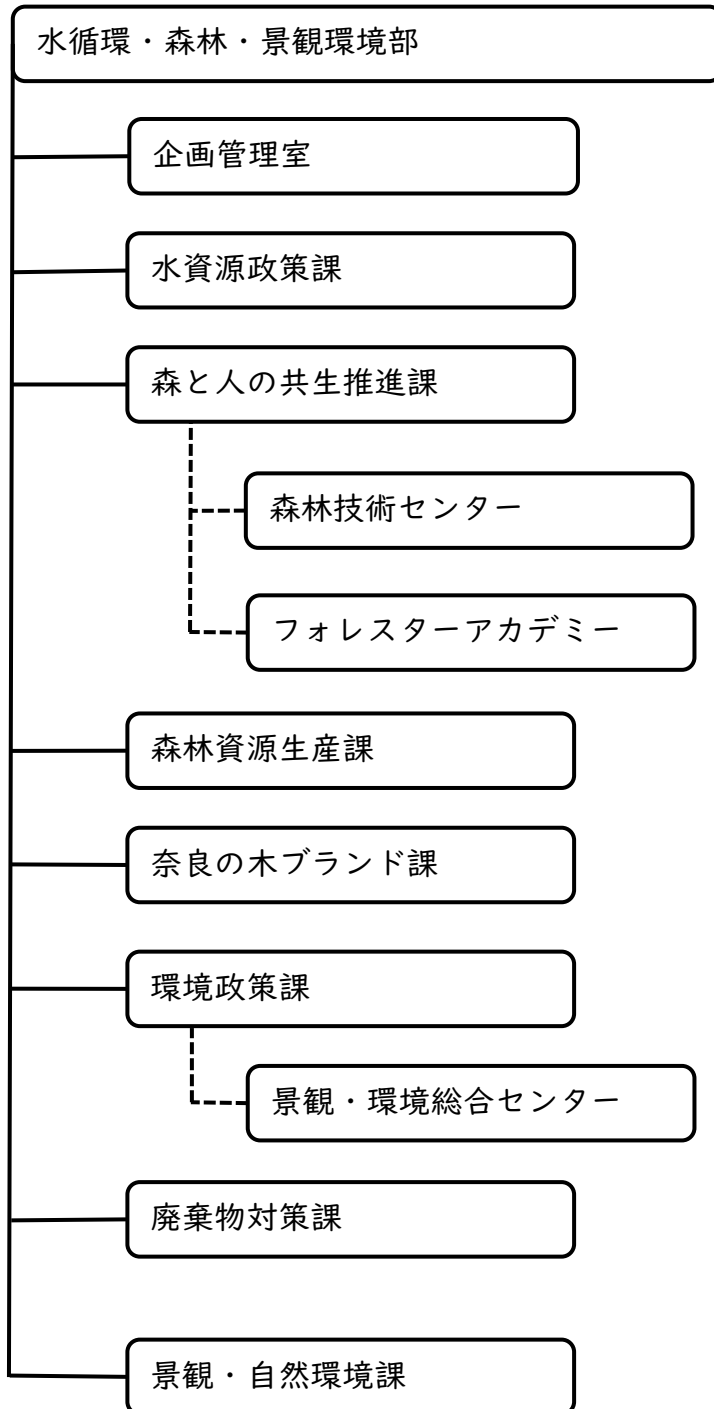 水循環・森林・景観環境部
企画管理室
水資源政策課
森と人の共生推進課
森林技術センター
フォレスターアカデミー
森林資源生産課
奈良の木ブランド課
環境政策課
景観・環境総合センター
廃棄物対策課
景観・自然環境課